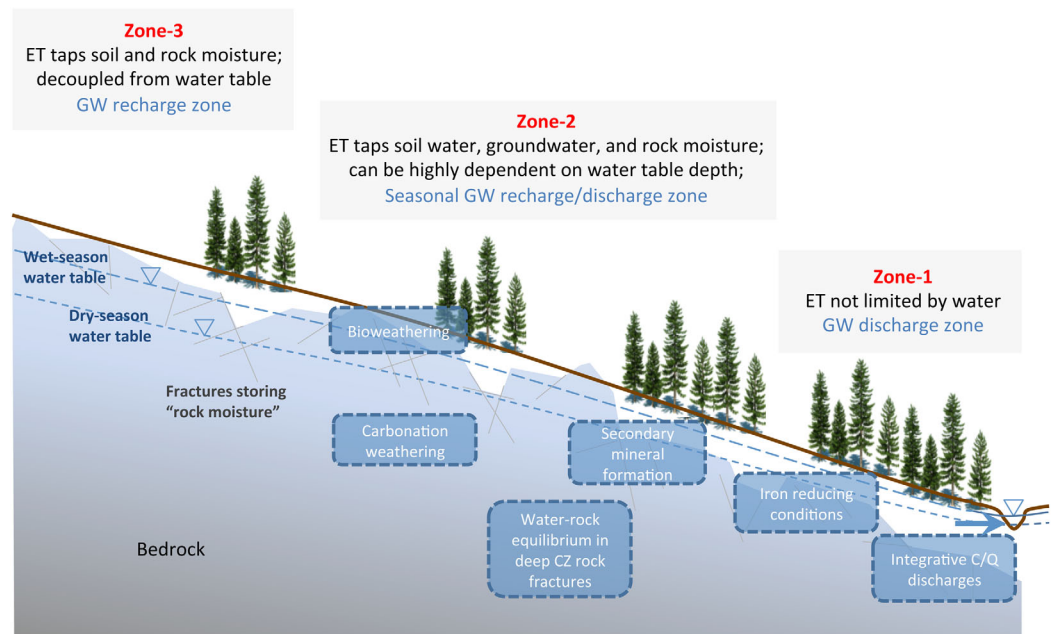 Zone-3
ET taps soil and rock moisture;
decoupled from water table
GW recharge zone
Zone-2
ET taps soil water, groundwater, and rock moisture;
can be highly dependent on water table depth;
Seasonal GW recharge/discharge zone
Zone-1
ET not limited by water
GW discharge zone
Wet-season
water table
Dry-season
water table
Fractures storing
“rock moisture”
Bioweathering
Carbonation
weathering
Secondary
mineral
formation
Water-rock
equilibrium in
deep CZ rock
fractures
Iron reducing
conditions
Integrative C/Q
discharges
Bedrock